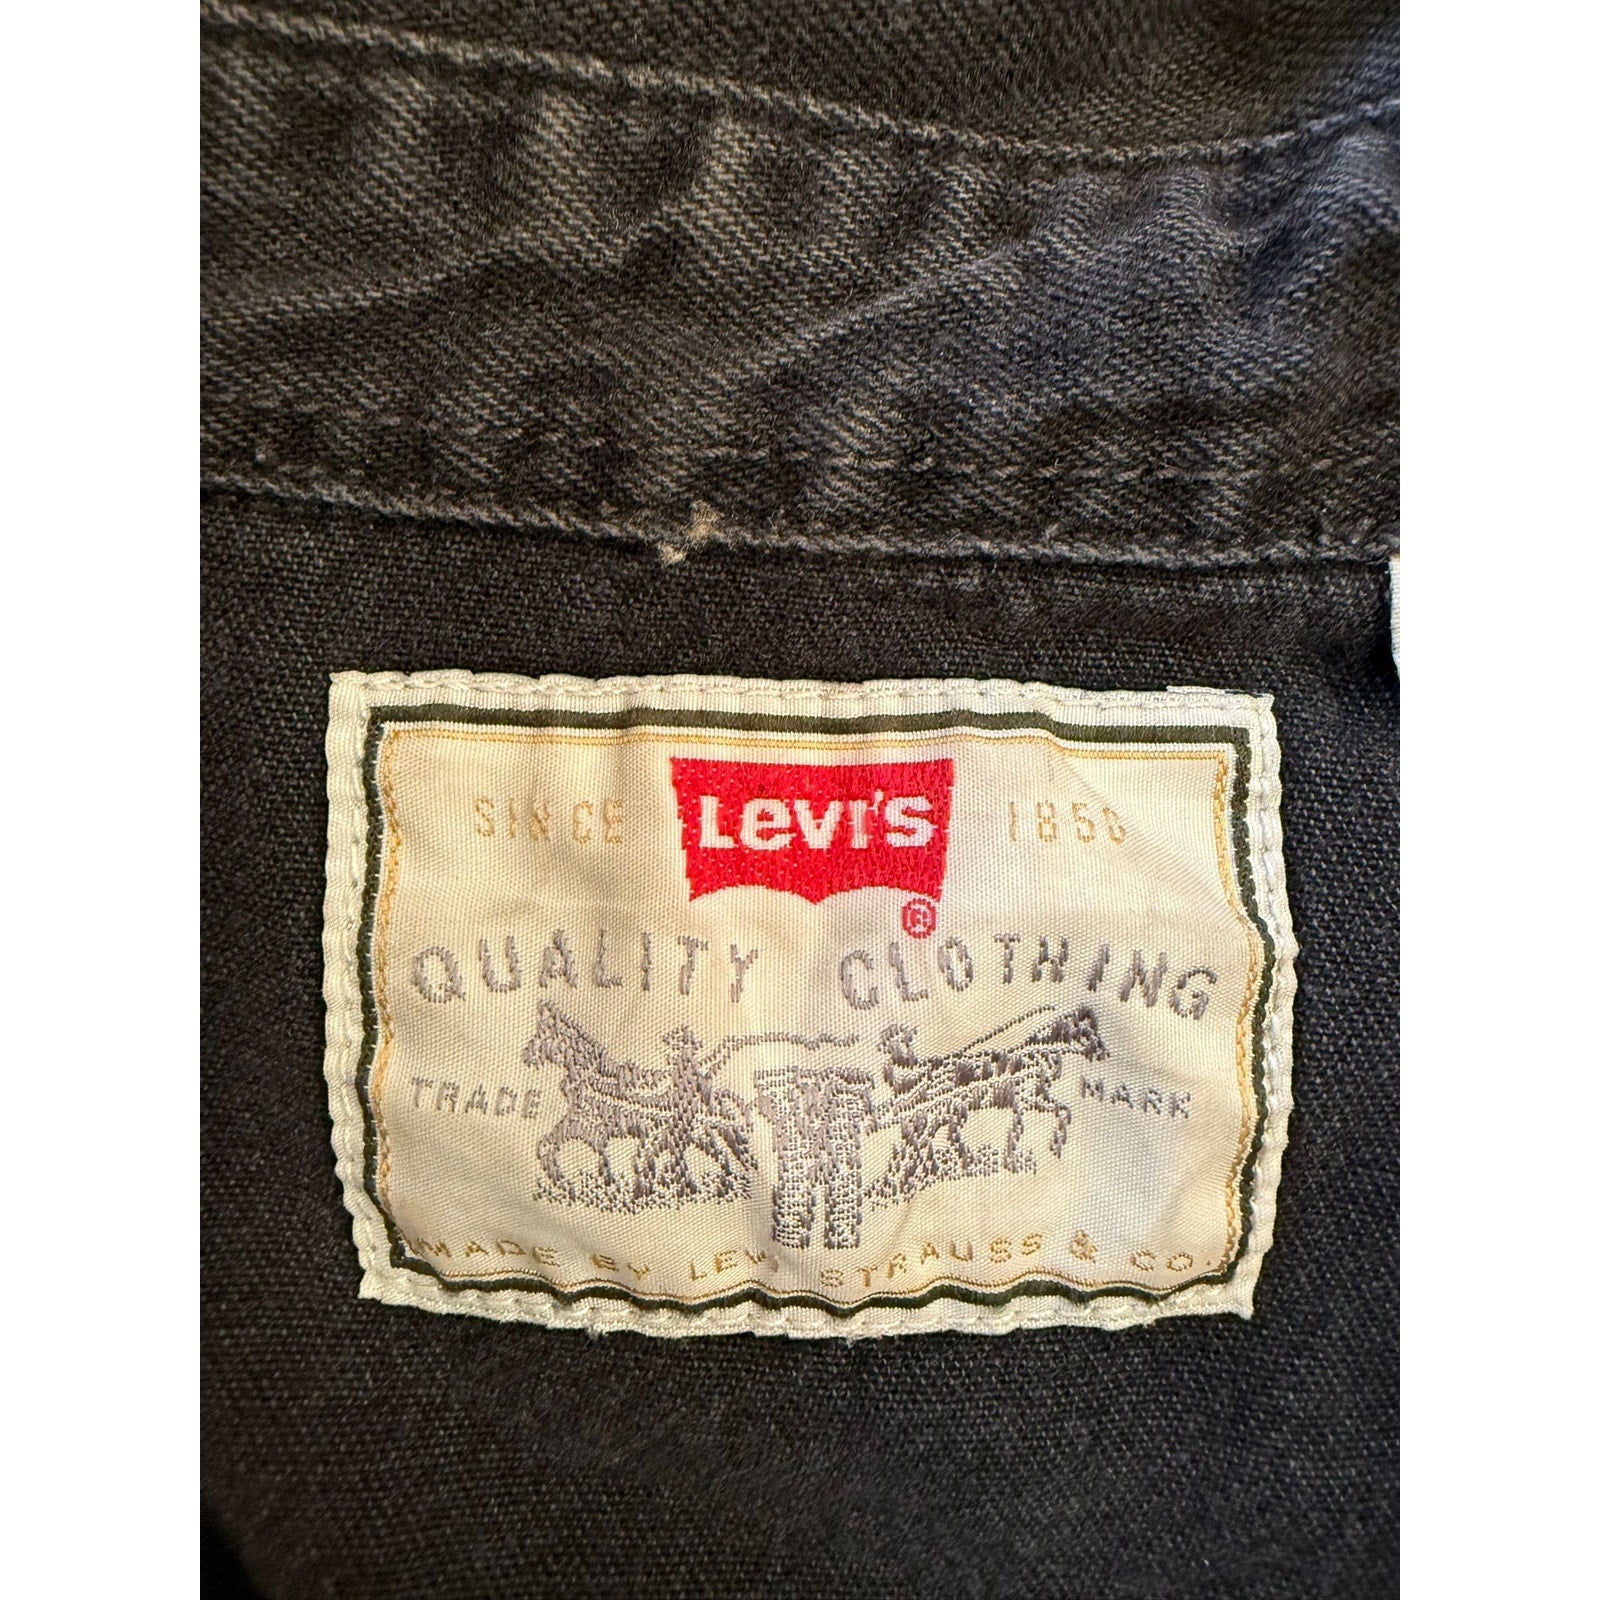 SINCE LEVI'S 1850
®
QUALITY CLOTHING
TRADE MARK
MADE BY LEVI STRAUSS & CO.